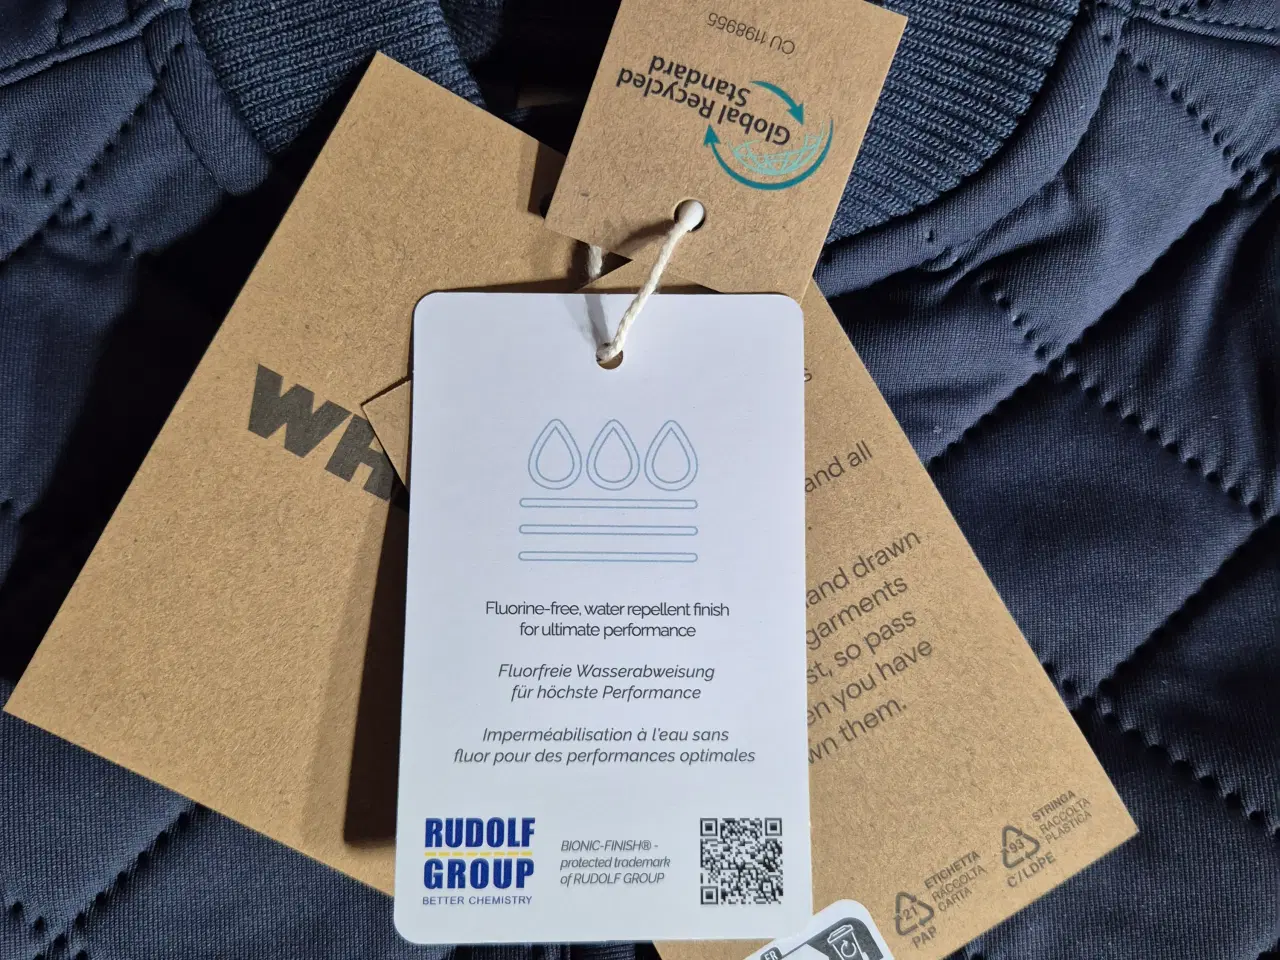 CU 1198955
Global Recycled
Standard
WH
s
and all
and drawn
garments
st, so pass
en you have
wn them.
Fluorine-free, water repellent finish
for ultimate performance
Fluorfreie Wasserabweisung
für höchste Performance
Imperméabilisation à l'eau sans
fluor pour des performances optimales
RUDOLF
GROUP
BETTER CHEMISTRY
BIONIC-FINISH® -
protected trademark
of RUDOLF GROUP
21
PAP
ETICHETTA
RACCOLTA
CARTA
93
C/LDPE
STRINGA
RACCOLTA
PLASTICA
ER